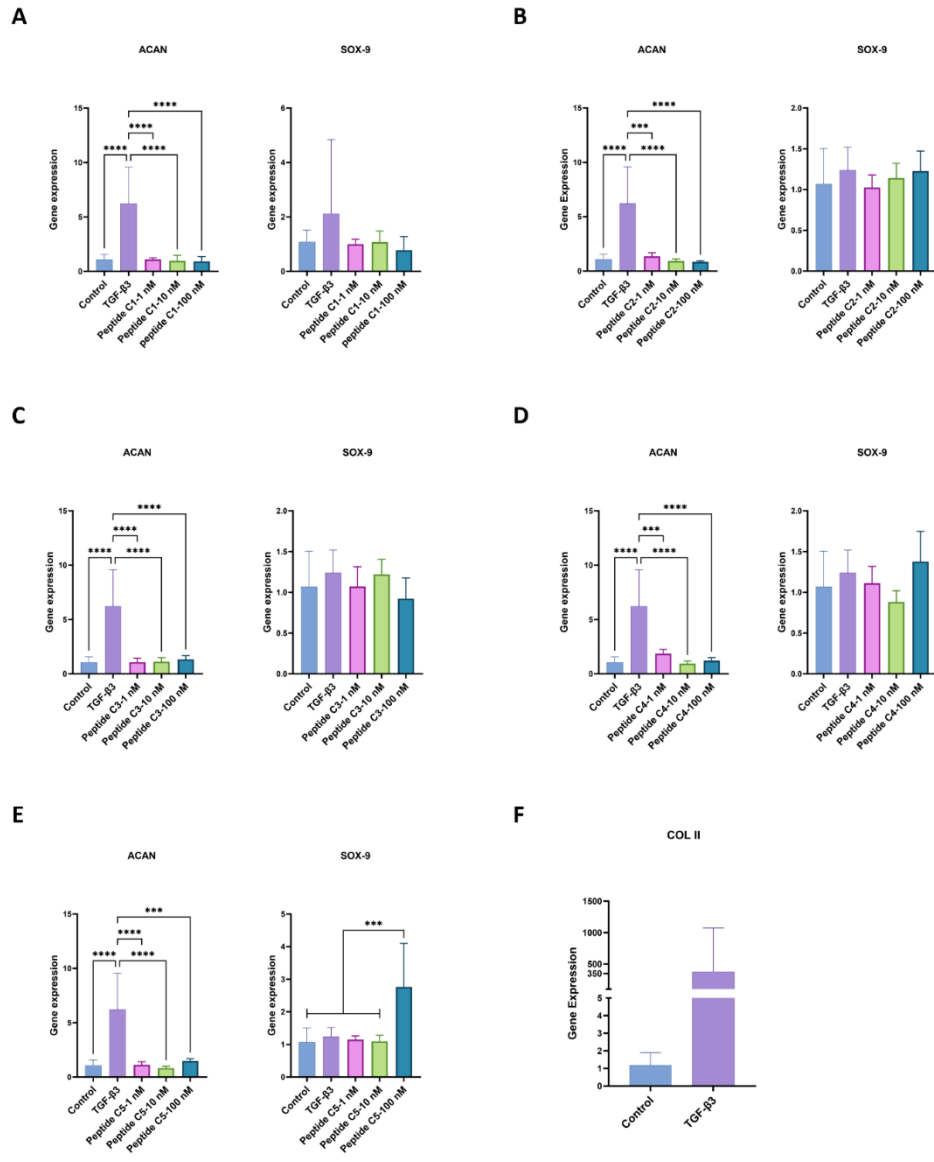 A
B
ACAN
SOX-9
ACAN
SOX-9
Gene expression
15
10
5
0
****
****
****
****
Control
TGF-β3
Peptide C1-1 nM
Peptide C1-10 nM
peptide C1-100 nM
Gene expression
6
4
2
0
Control
TGF-β3
Peptide C1-1 nM
Peptide C1-10 nM
peptide C1-100 nM
Gene Expression
15
10
5
0
****
***
****
****
Control
TGF-β3
Peptide C2-1 nM
Peptide C2-10 nM
Peptide C2-100 nM
Gene expression
2.0
1.5
1.0
0.5
0.0
Control
TGF-β3
Peptide C2-1 nM
Peptide C2-10 nM
Peptide C2-100 nM
C
D
ACAN
SOX-9
ACAN
SOX-9
Gene expression
15
10
5
0
****
****
****
****
Control
TGF-β3
Peptide C3-1 nM
Peptide C3-10 nM
Peptide C3-100 nM
Gene expression
2.0
1.5
1.0
0.5
0.0
Control
TGF-β3
Peptide C3-1 nM
Peptide C3-10 nM
Peptide C3-100 nM
Gene expression
15
10
5
0
****
***
****
****
Control
TGF-β3
Peptide C4-1 nM
Peptide C4-10 nM
Peptide C4-100 nM
Gene expression
2.0
1.5
1.0
0.5
0.0
Control
TGF-β3
Peptide C4-1 nM
Peptide C4-10 nM
Peptide C4-100 nM
E
F
ACAN
SOX-9
COL II
Gene expression
15
10
5
0
***
****
****
****
Control
TGF-β3
Peptide C5-1 nM
Peptide C5-10 nM
Peptide C5-100 nM
Gene expression
5
4
3
2
1
0
***
Control
TGF-β3
Peptide C5-1 nM
Peptide C5-10 nM
Peptide C5-100 nM
Gene Expression
1500
1000
500
350
5
4
3
2
1
0
Control
TGF-β3